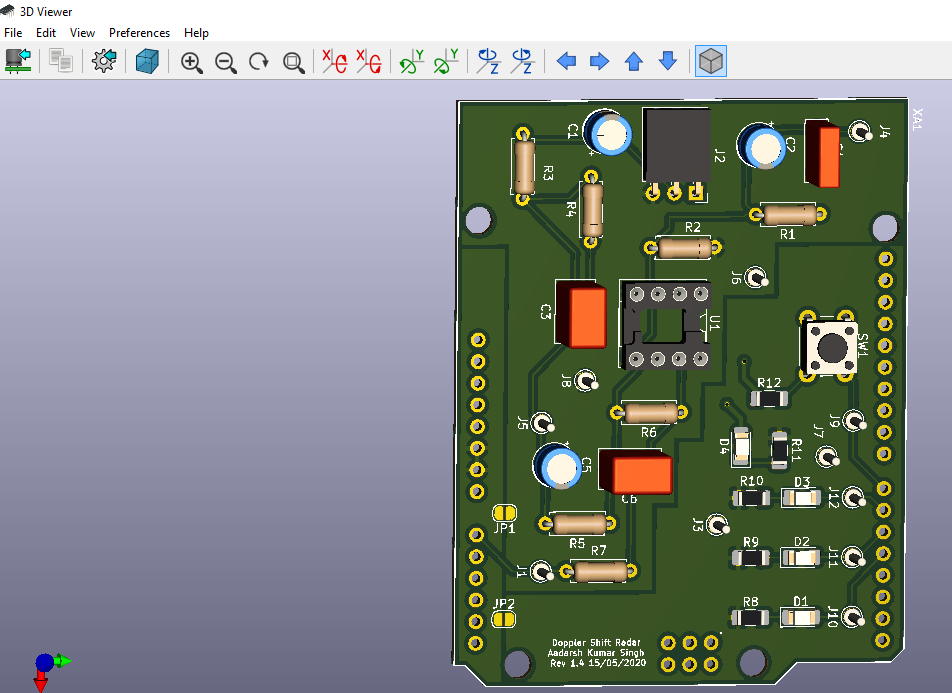 3D Viewer
File Edit View Preferences Help
XA1
C1
J2
C2
J4
R3
R4
R1
R2
J6
C3
U1
SW1
J8
R12
J5
R6
J9
J7
D4
R11
C5
C6
R10 D3
J12
JP1
R5
J3
R7
R9 D2
J11
J1
JP2
R8 D1
J10
Doppler Shift Radar
Aadarsh Kumar Singh
Rev 1.4 15/05/2020